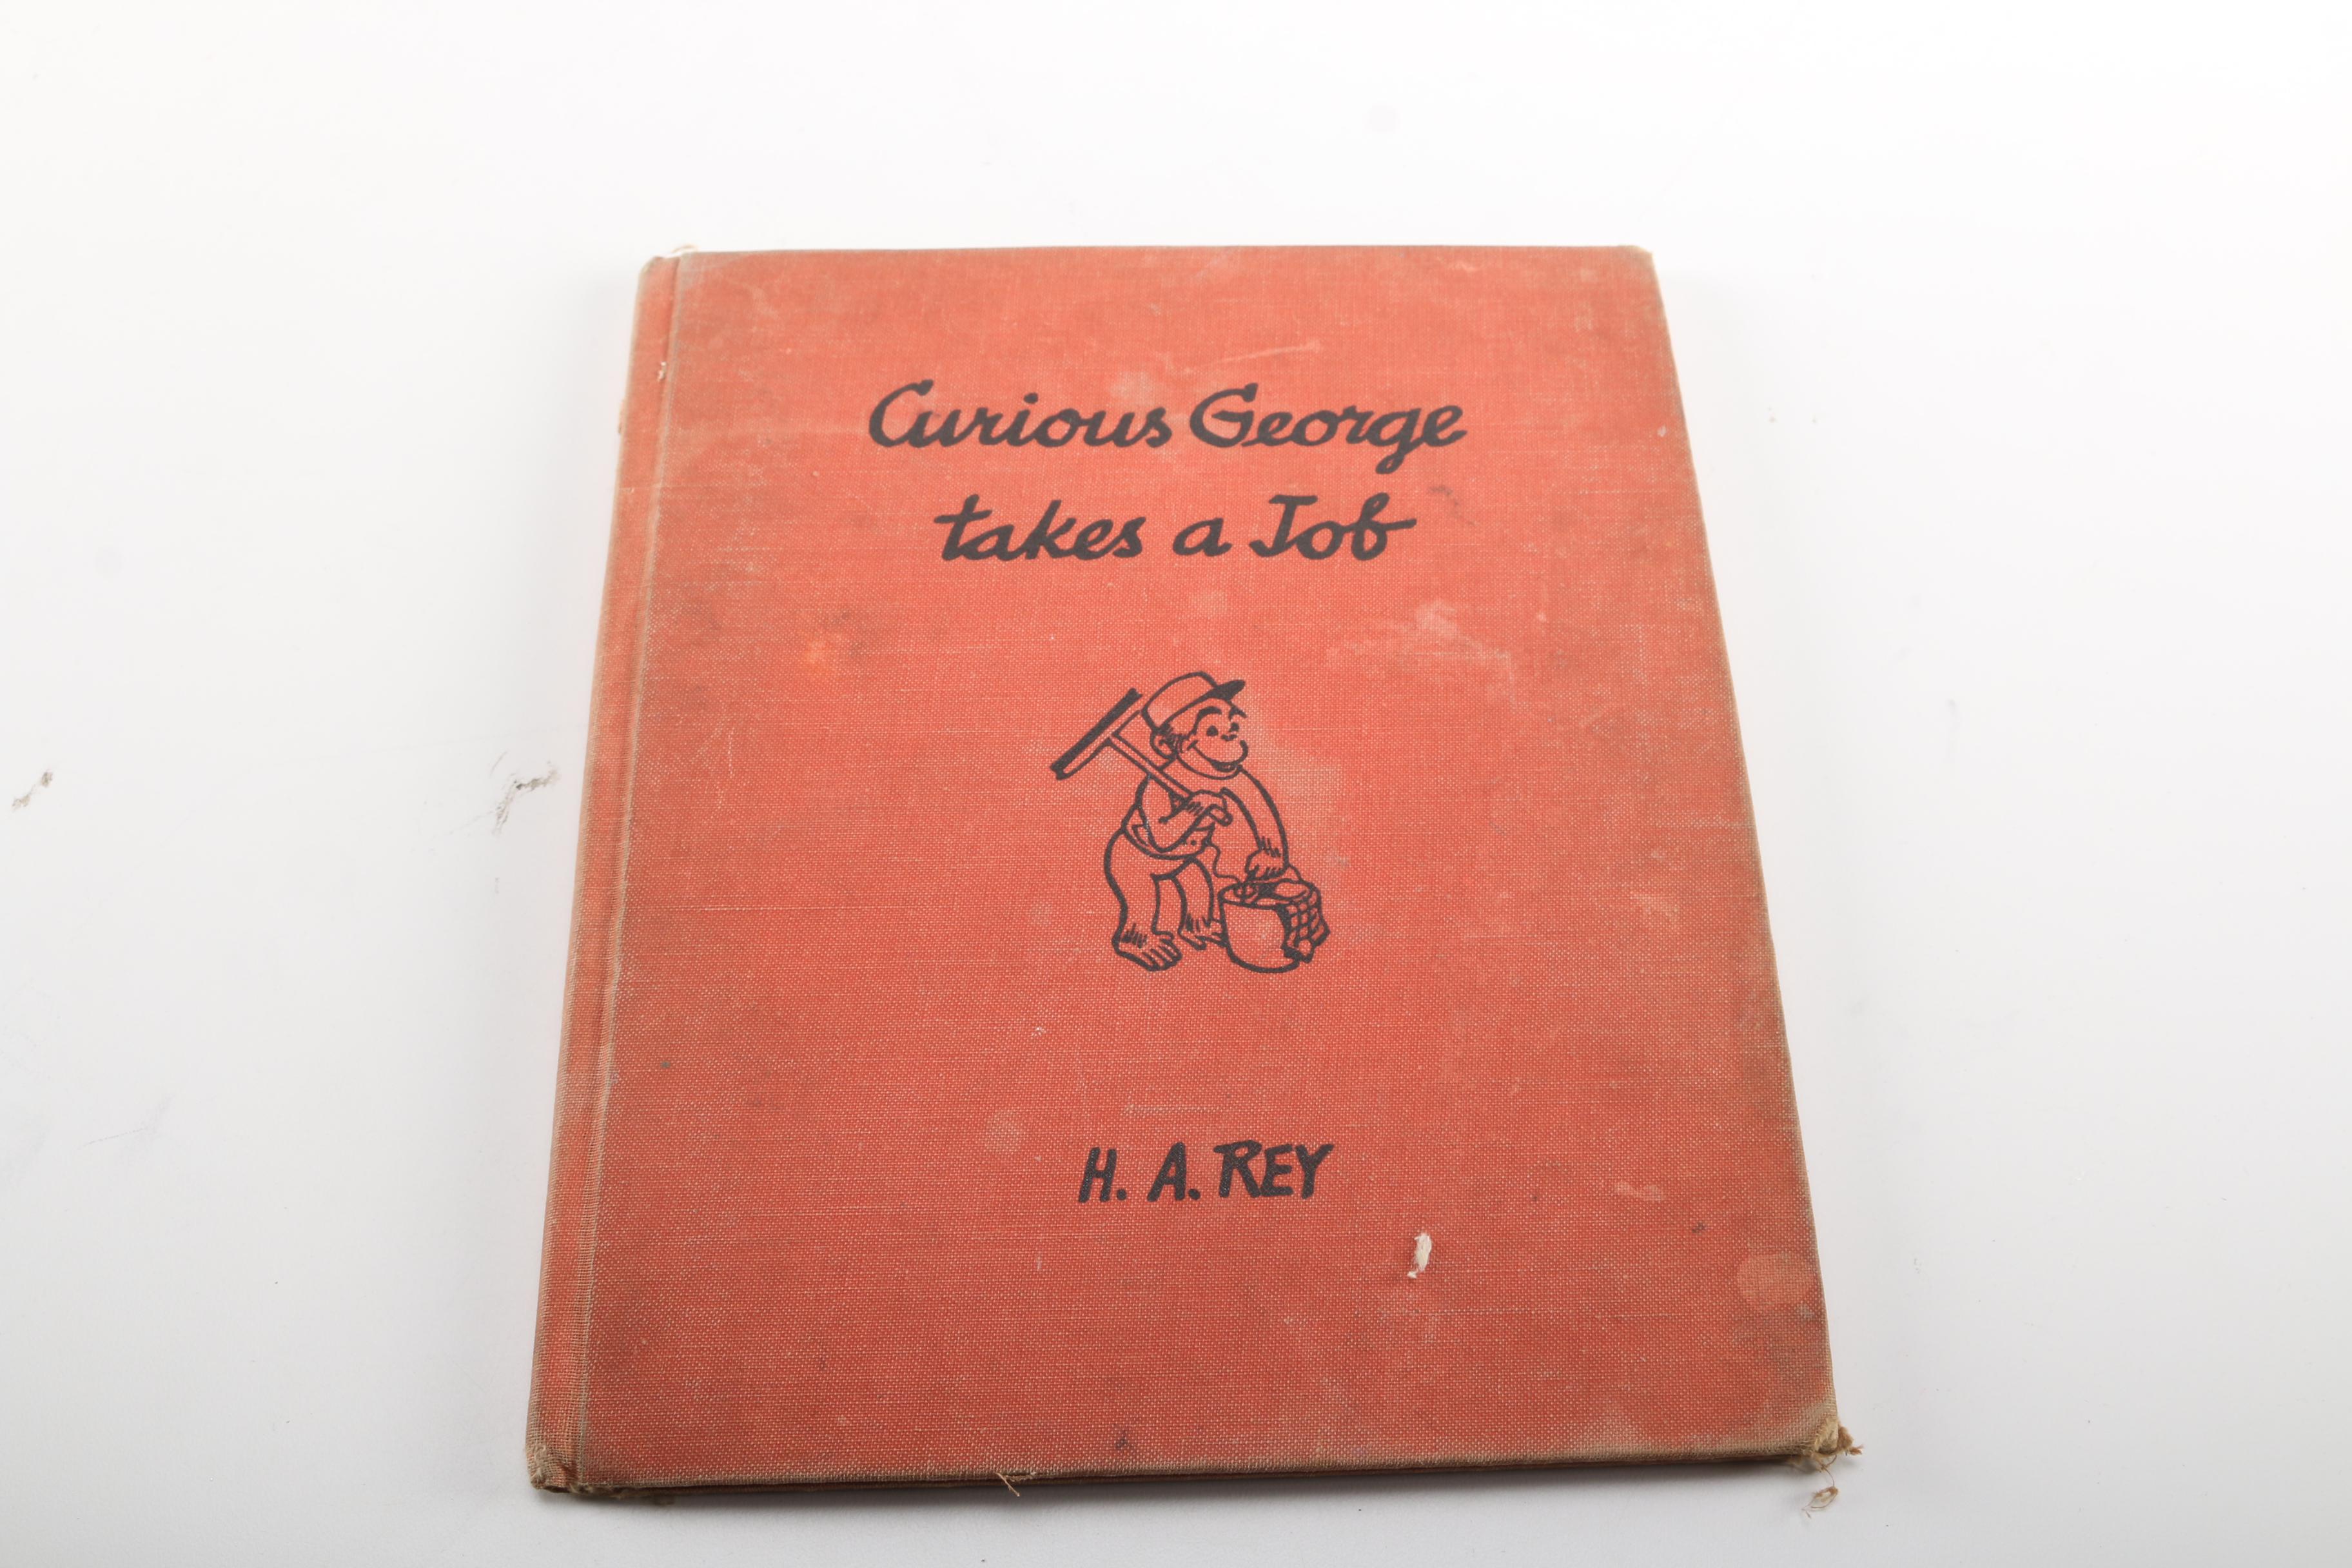 Curious George
takes a Job
H. A. REY